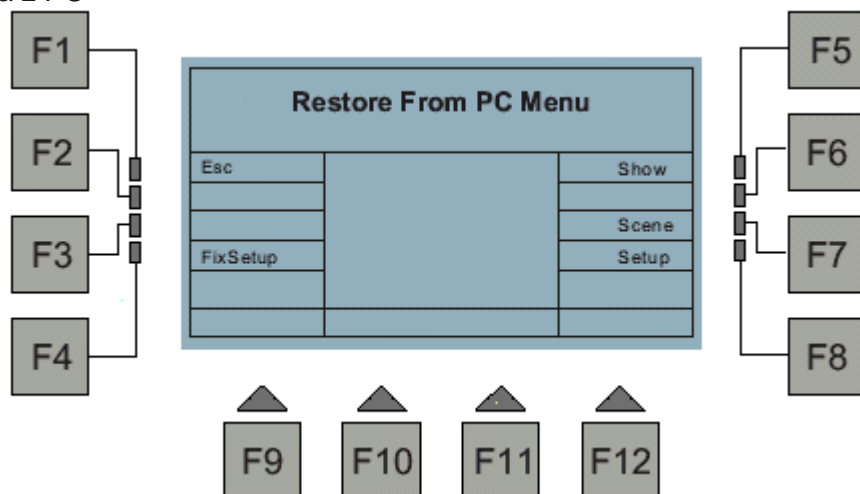 F1
F5
Restore From PC Menu
F2
F6
Esc
Show
Scene
F3
F7
FixSetup
Setup
F4
F8
F9
F10
F11
F12